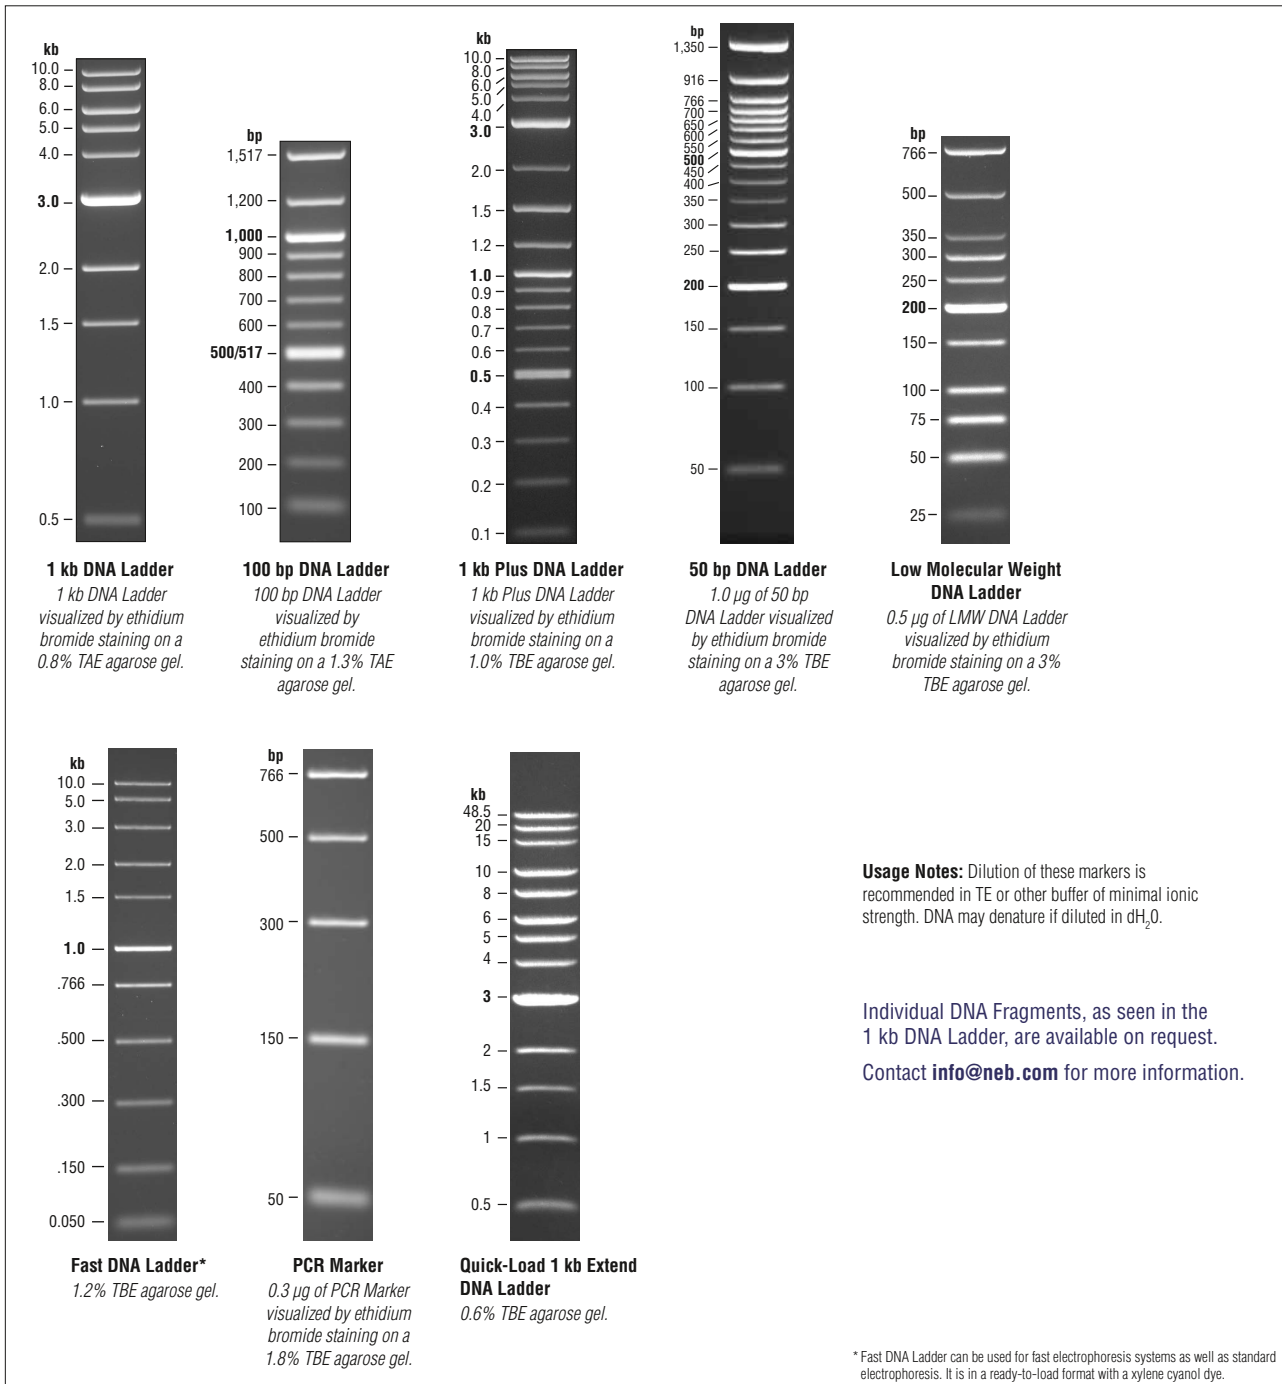 kb
10.0
8.0
6.0
5.0
4.0
3.0
2.0
1.5
1.0
0.5
1 kb DNA Ladder
1 kb DNA Ladder
visualized by ethidium
bromide staining on a
0.8% TAE agarose gel.
bp
1,517
1,200
1,000
900
800
700
600
500/517
400
300
200
100
100 bp DNA Ladder
100 bp DNA Ladder
visualized by
ethidium bromide
staining on a 1.3% TAE
agarose gel.
kb
10.0
8.0
6.0
5.0
4.0
3.0
2.0
1.5
1.2
1.0
0.9
0.8
0.7
0.6
0.5
0.4
0.3
0.2
0.1
1 kb Plus DNA Ladder
1 kb Plus DNA Ladder
visualized by ethidium
bromide staining on a
1.0% TBE agarose gel.
bp
1,350
916
766
700
650
600
550
500
450
400
350
300
250
200
150
100
50
50 bp DNA Ladder
1.0 µg of 50 bp
DNA Ladder visualized
by ethidium bromide
staining on a 3% TBE
agarose gel.
bp
766
500
350
300
250
200
150
100
75
50
25
Low Molecular Weight
DNA Ladder
0.5 µg of LMW DNA Ladder
visualized by ethidium
bromide staining on a 3%
TBE agarose gel.
kb
10.0
5.0
3.0
2.0
1.5
1.0
.766
.500
.300
.150
0.050
Fast DNA Ladder*
1.2% TBE agarose gel.
bp
766
500
300
150
50
PCR Marker
0.3 µg of PCR Marker
visualized by ethidium
bromide staining on a
1.8% TBE agarose gel.
kb
48.5
20
15
10
8
6
5
4
3
2
1.5
1
0.5
Quick-Load 1 kb Extend
DNA Ladder
0.6% TBE agarose gel.
Usage Notes: Dilution of these markers is
recommended in TE or other buffer of minimal ionic
strength. DNA may denature if diluted in dH₂0.
Individual DNA Fragments, as seen in the
1 kb DNA Ladder, are available on request.
Contact info@neb.com for more information.
* Fast DNA Ladder can be used for fast electrophoresis systems as well as standard
electrophoresis. It is in a ready-to-load format with a xylene cyanol dye.